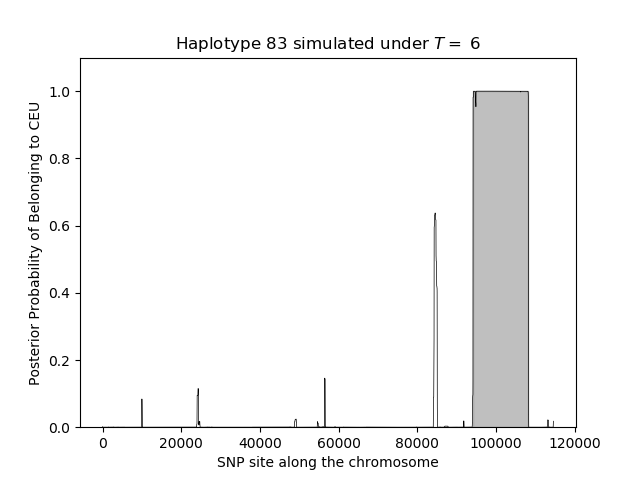 Haplotype 83 simulated under T = 6
Posterior Probability of Belonging to CEU
1.0
0.8
0.6
0.4
0.2
0.0
0 20000 40000 60000 80000 100000 120000
SNP site along the chromosome